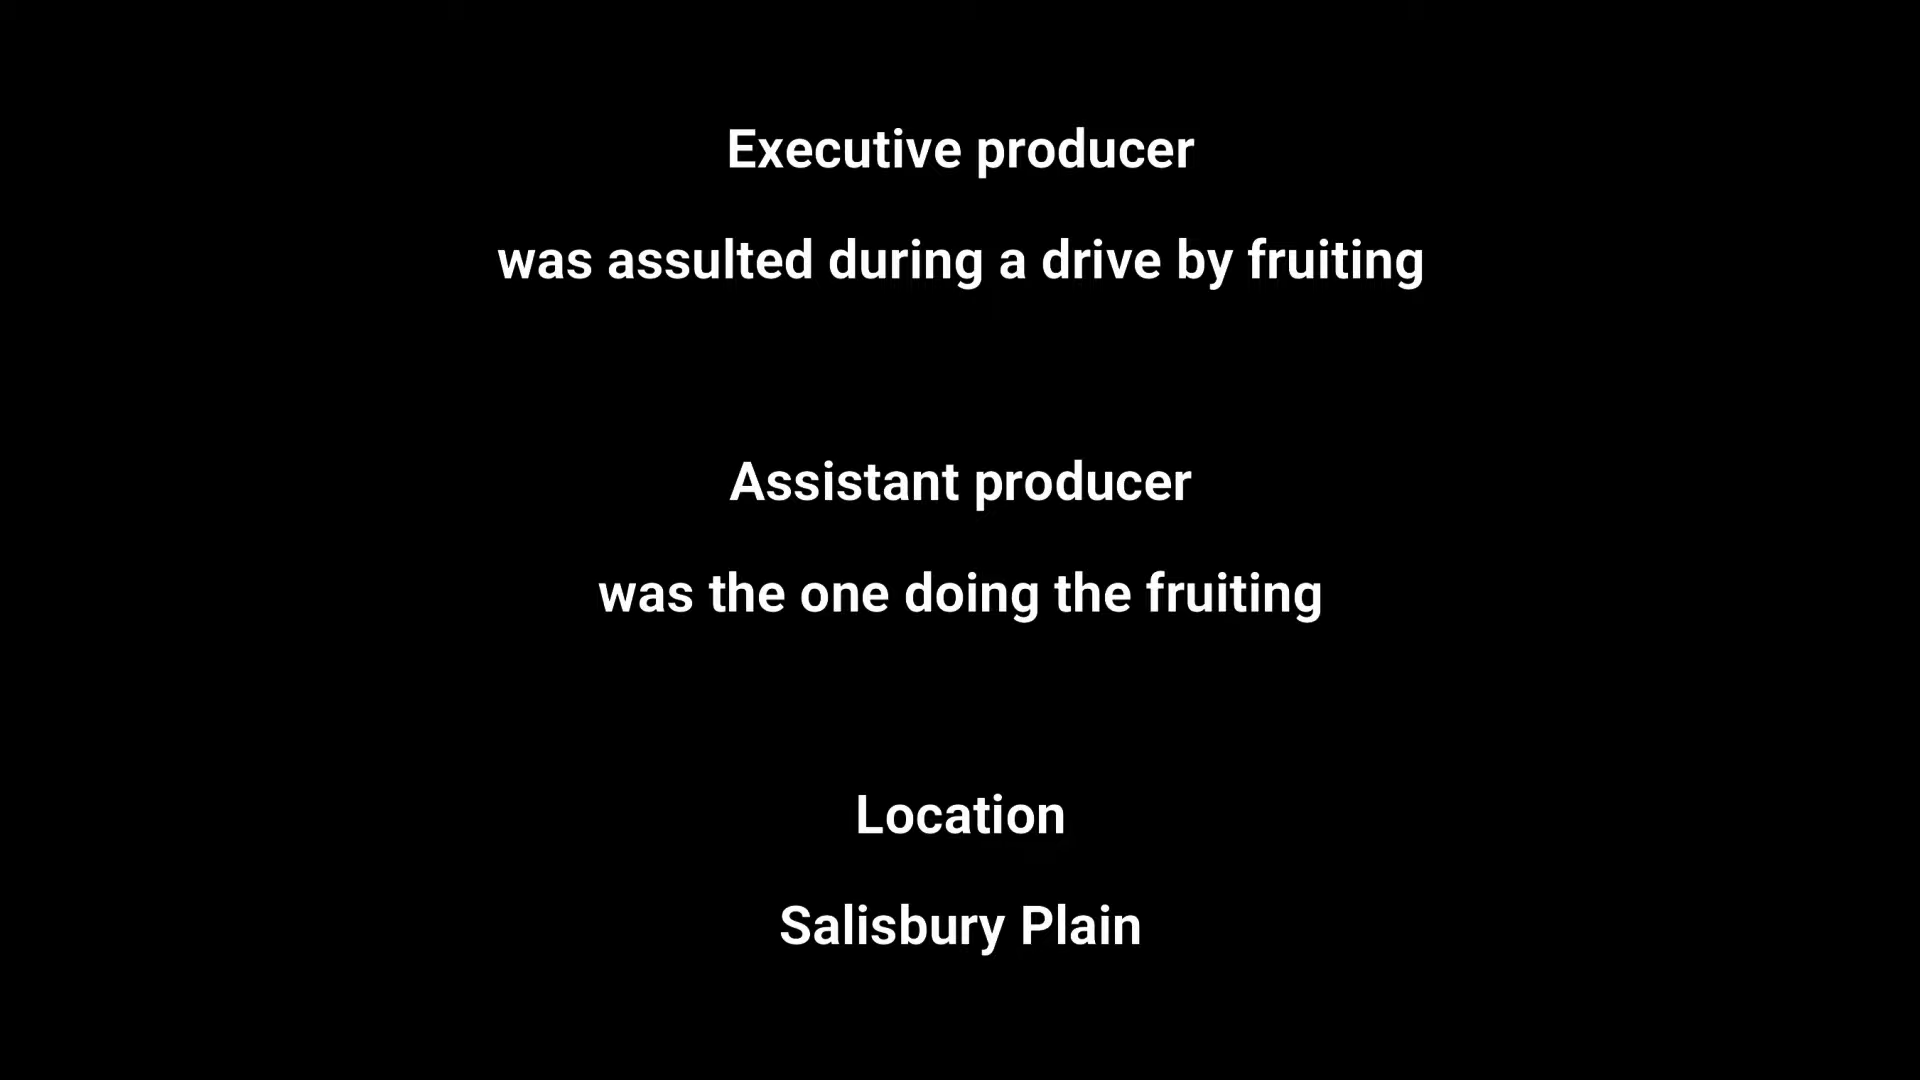 Executive producer
was assulted during a drive by fruiting
Assistant producer
was the one doing the fruiting
Location
Salisbury Plain